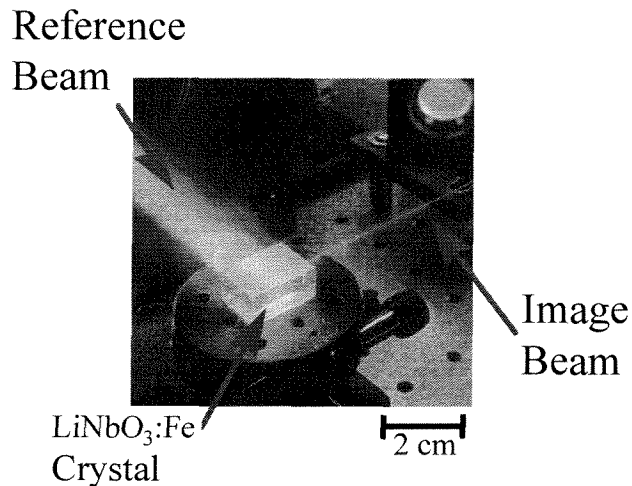 Reference
Beam
Image
Beam
LiNbO₃:Fe
Crystal
2 cm